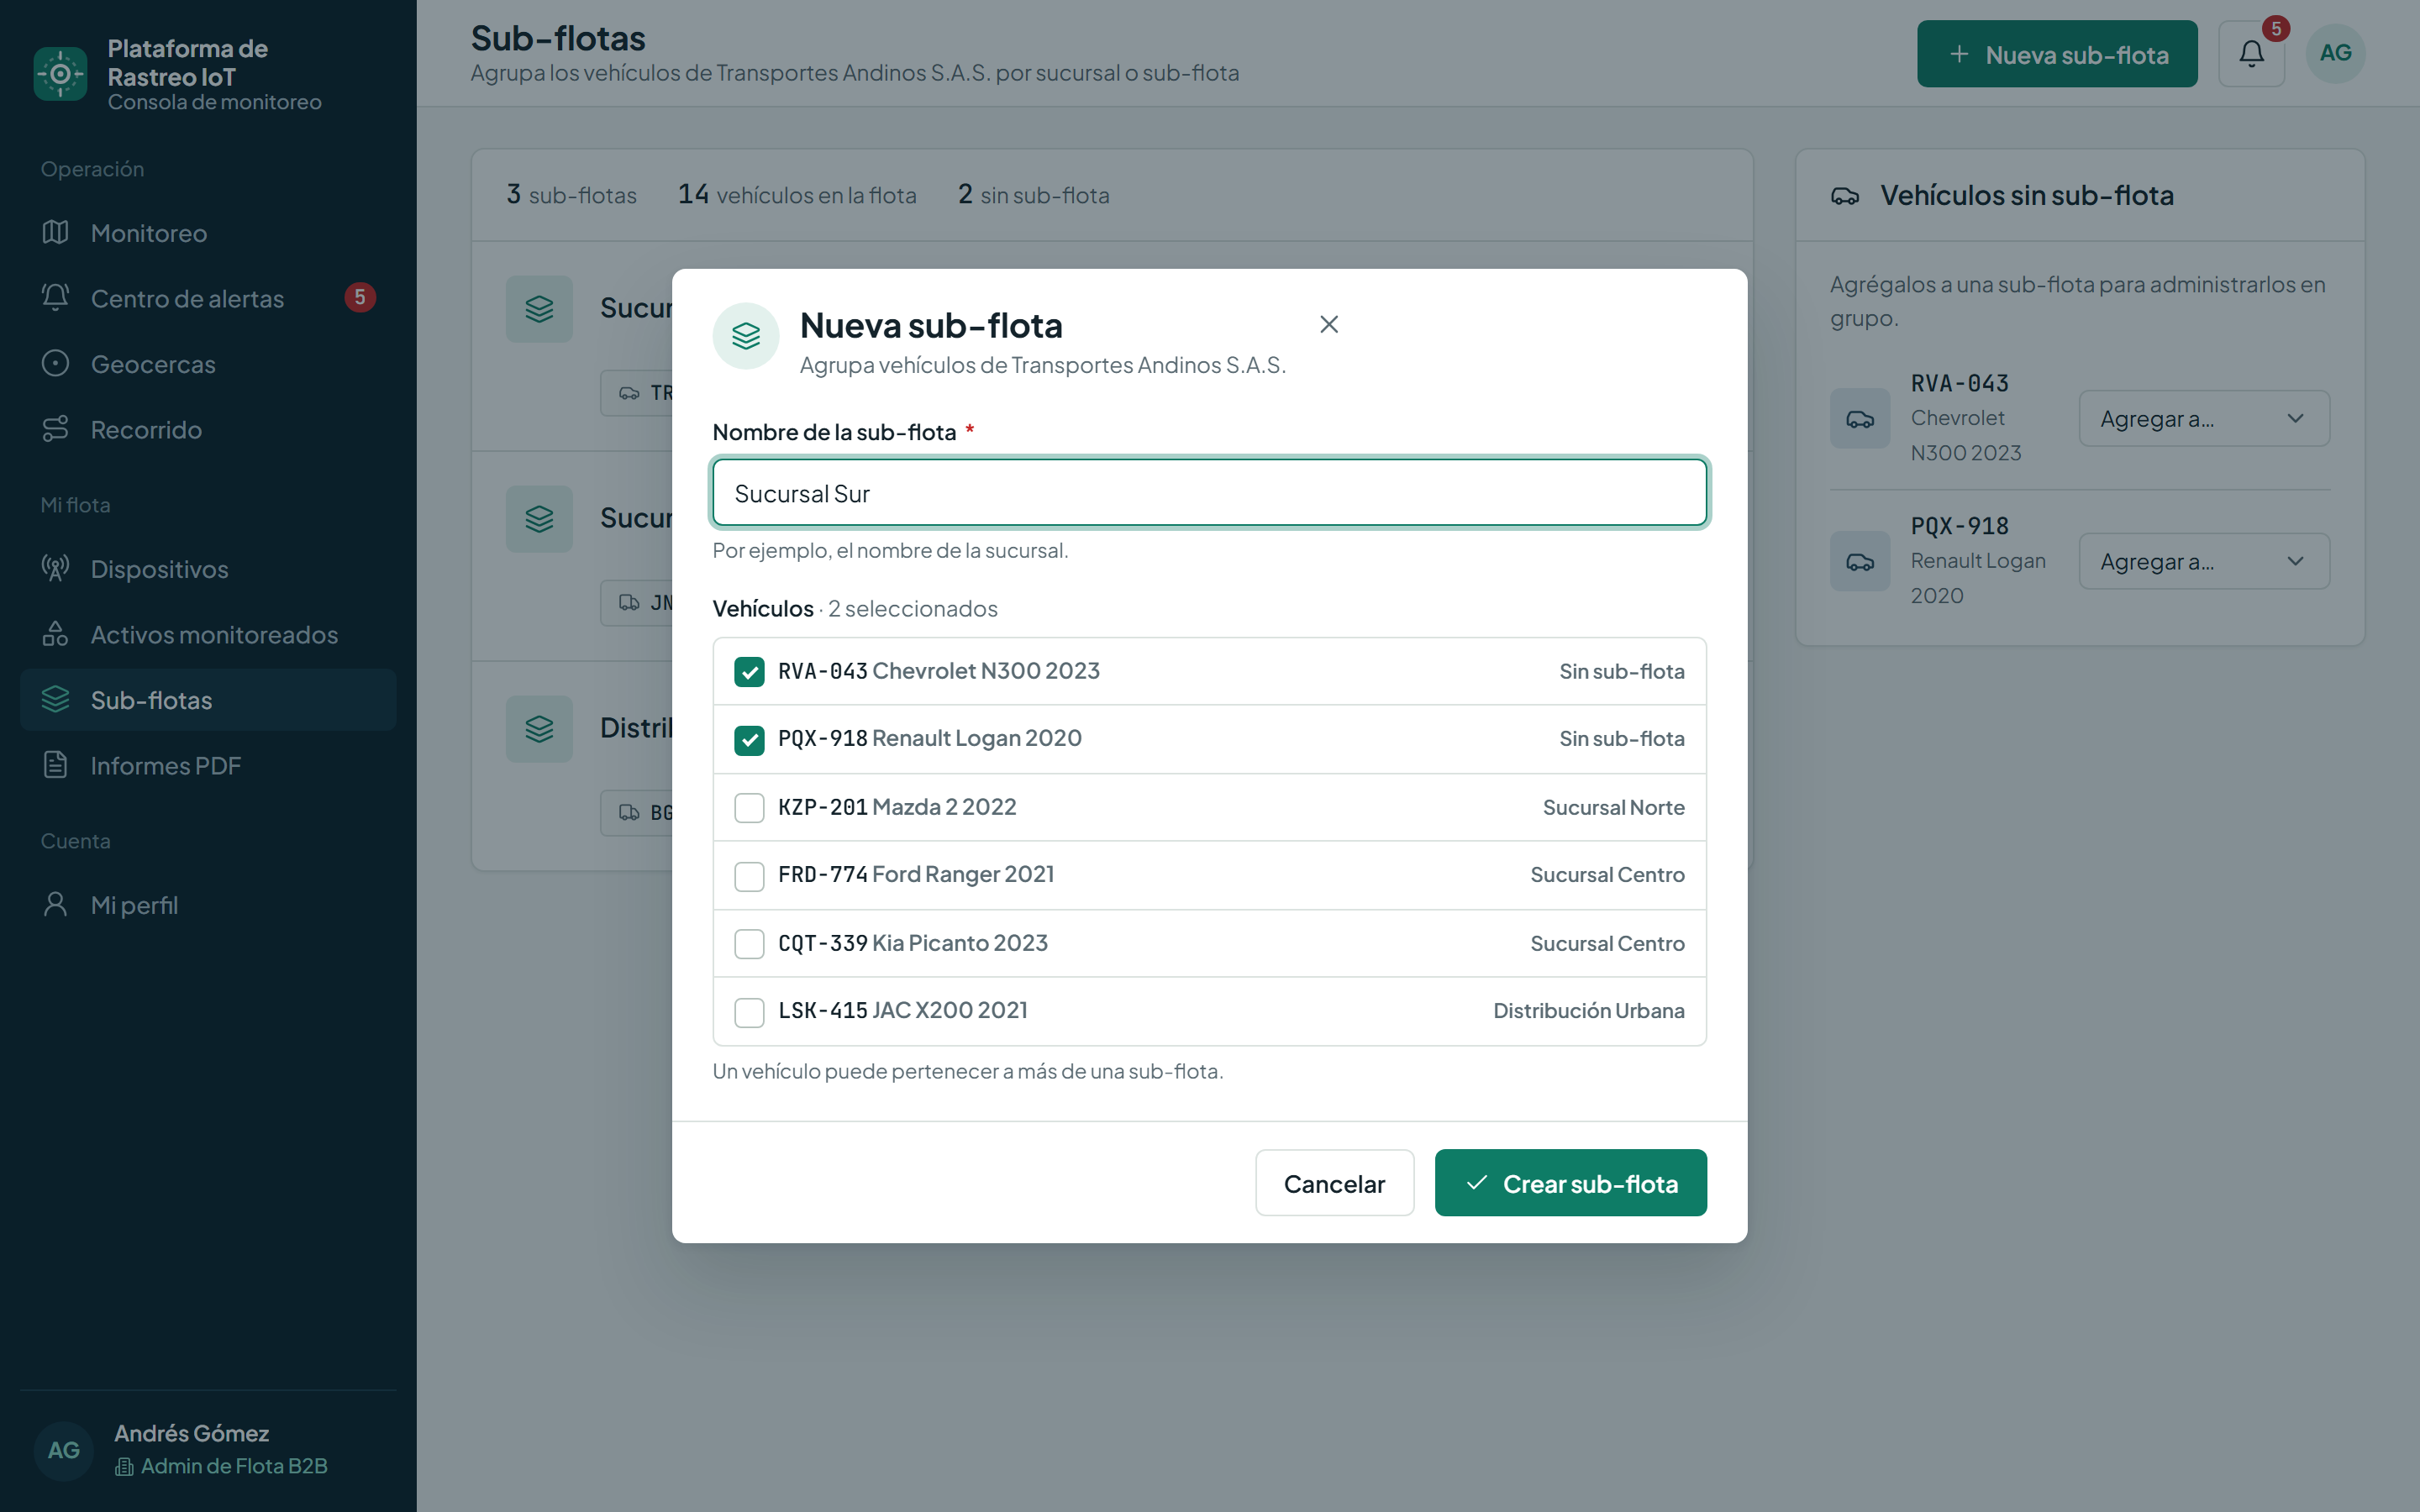 Plataforma de
Rastreo IoT
Consola de monitoreo
Operación
Monitoreo
Centro de alertas 5
Geocercas
Recorrido
Mi flota
Dispositivos
Activos monitoreados
Sub-flotas
Informes PDF
Cuenta
Mi perfil
AG
Andrés Gómez
Admin de Flota B2B
Sub-flotas
Agrupa los vehículos de Transportes Andinos S.A.S. por sucursal o sub-flota
Nueva sub-flota
5
AG
3 sub-flotas 14 vehículos en la flota 2 sin sub-flota
Vehículos sin sub-flota
Agrégalos a una sub-flota para administrarlos en
grupo.
RVA-043
Chevrolet
N300 2023
Agregar a...
PQX-918
Renault Logan
2020
Agregar a...
Nueva sub-flota
Agrupa vehículos de Transportes Andinos S.A.S.
Nombre de la sub-flota *
Sucursal Sur
Por ejemplo, el nombre de la sucursal.
Vehículos · 2 seleccionados
RVA-043 Chevrolet N300 2023 Sin sub-flota
PQX-918 Renault Logan 2020 Sin sub-flota
KZP-201 Mazda 2 2022 Sucursal Norte
FRD-774 Ford Ranger 2021 Sucursal Centro
CQT-339 Kia Picanto 2023 Sucursal Centro
LSK-415 JAC X200 2021 Distribución Urbana
Un vehículo puede pertenecer a más de una sub-flota.
Cancelar
Crear sub-flota